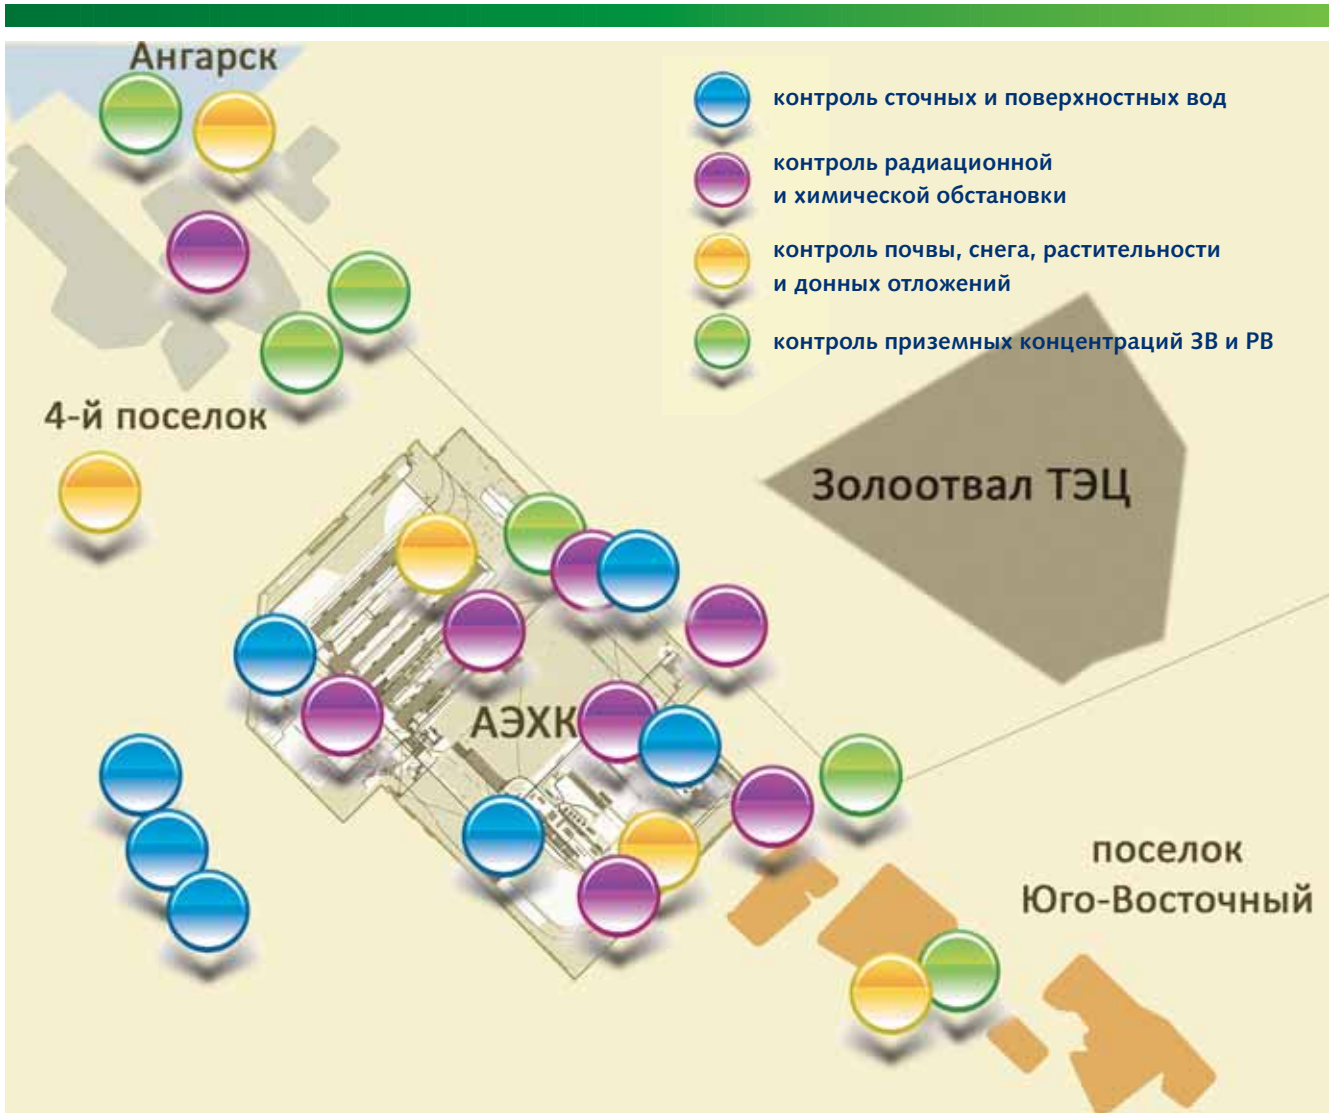 Ангарск
контроль сточных и поверхностных вод
контроль радиационной
и химической обстановки
контроль почвы, снега, растительности
и донных отложений
контроль приземных концентраций ЗВ и РВ
4-й поселок
Золоотвал ТЭЦ
АЭХК
поселок
Юго-Восточный